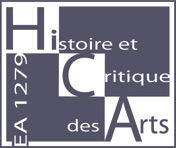 Histoire et
Critique
des Arts
EA 1279